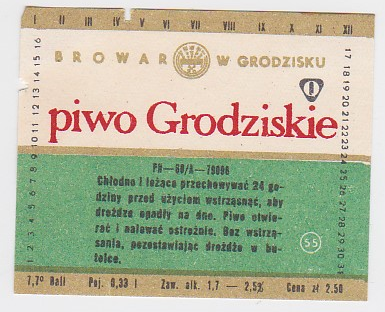 I II III IV V VI VII VIII IX X XI XII
BROWAR W GRODZISKU
piwo Grodziskie
PN—60/A—79098
Chłodno i leżąco przechowywać 24 go-
dziny przed użyciem wstrząsnąć, aby
drożdże opadły na dno. Piwo otwie-
rać i nalewać ostrożnie. Bez wstrzą-
sania, pozostawiając drożdże w bu-
telce.
55
7,7° Ball Poj. 0,33 l Zaw. alk. 1,7 — 2,5% Cena zł 2.50
1 2 3 4 5 6 7 8 9 10 11 12 13 14 15 16
17 18 19 20 21 22 23 24 25 26 27 28 29 30 31